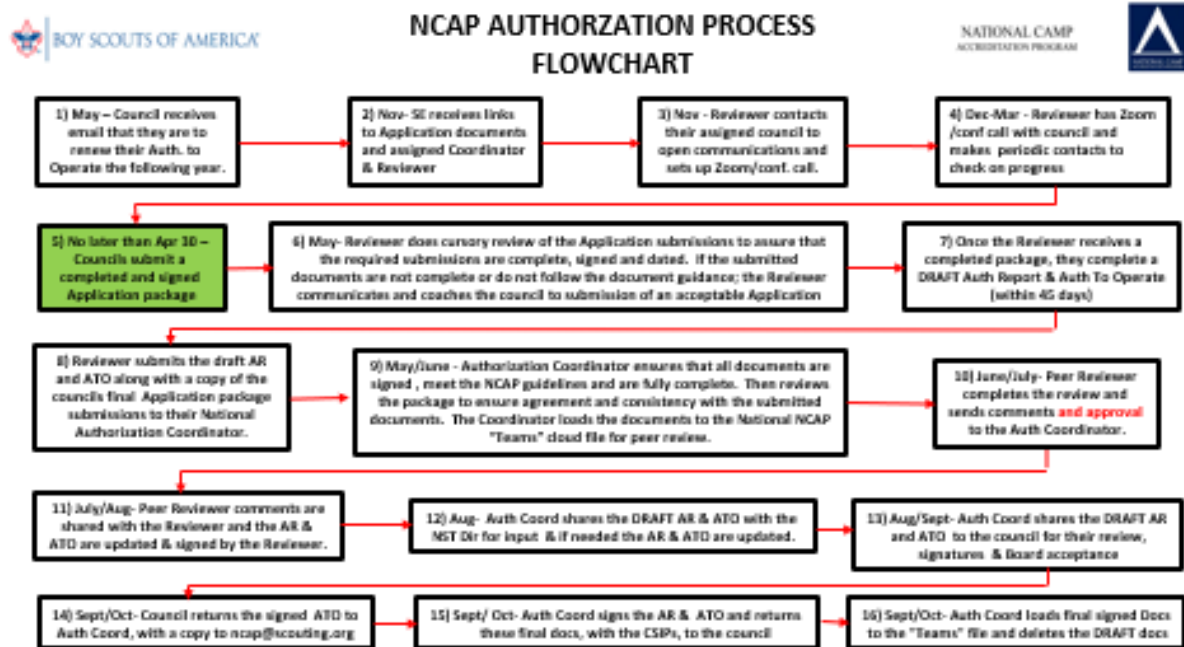 BOY SCOUTS OF AMERICA®
NCAP AUTHORZATION PROCESS
FLOWCHART
NATIONAL CAMP
ACCREDITATION PROGRAM
NATIONAL CAMP
1) May – Council receives
email that they are to
renew their Auth. to
Operate the following year.
2) Nov- SE receives links
to Application documents
and assigned Coordinator
& Reviewer
3) Nov - Reviewer contacts
their assigned council to
open communications and
sets up Zoom/conf. call.
4) Dec-Mar - Reviewer has Zoom
/conf call with council and
makes periodic contacts to
check on progress
5) No later than Apr 30 –
Councils submit a
completed and signed
Application package
6) May- Reviewer does cursory review of the Application submissions to assure that
the required submissions are complete, signed and dated. If the submitted
documents are not complete or do not follow the document guidance; the Reviewer
communicates and coaches the council to submission of an acceptable Application
7) Once the Reviewer receives a
completed package, they complete a
DRAFT Auth Report & Auth To Operate
(within 45 days)
8) Reviewer submits the draft AR
and ATO along with a copy of the
councils final Application package
submissions to their National
Authorization Coordinator.
9) May/June - Authorization Coordinator ensures that all documents are
signed , meet the NCAP guidelines and are fully complete. Then reviews
the package to ensure agreement and consistency with the submitted
documents. The Coordinator loads the documents to the National NCAP
"Teams" cloud file for peer review.
10) June/July- Peer Reviewer
completes the review and
sends comments and approval
to the Auth Coordinator.
11) July/Aug- Peer Reviewer comments are
shared with the Reviewer and the AR &
ATO are updated & signed by the Reviewer.
12) Aug- Auth Coord shares the DRAFT AR & ATO with the
NST Dir for input & if needed the AR & ATO are updated.
13) Aug/Sept- Auth Coord shares the DRAFT AR
and ATO to the council for their review,
signatures & Board acceptance
14) Sept/Oct- Council returns the signed ATO to
Auth Coord, with a copy to ncap@scouting.org
15) Sept/ Oct- Auth Coord signs the AR & ATO and returns
these final docs, with the CSIPs, to the council
16) Sept/Oct- Auth Coord loads final signed Docs
to the "Teams" file and deletes the DRAFT docs